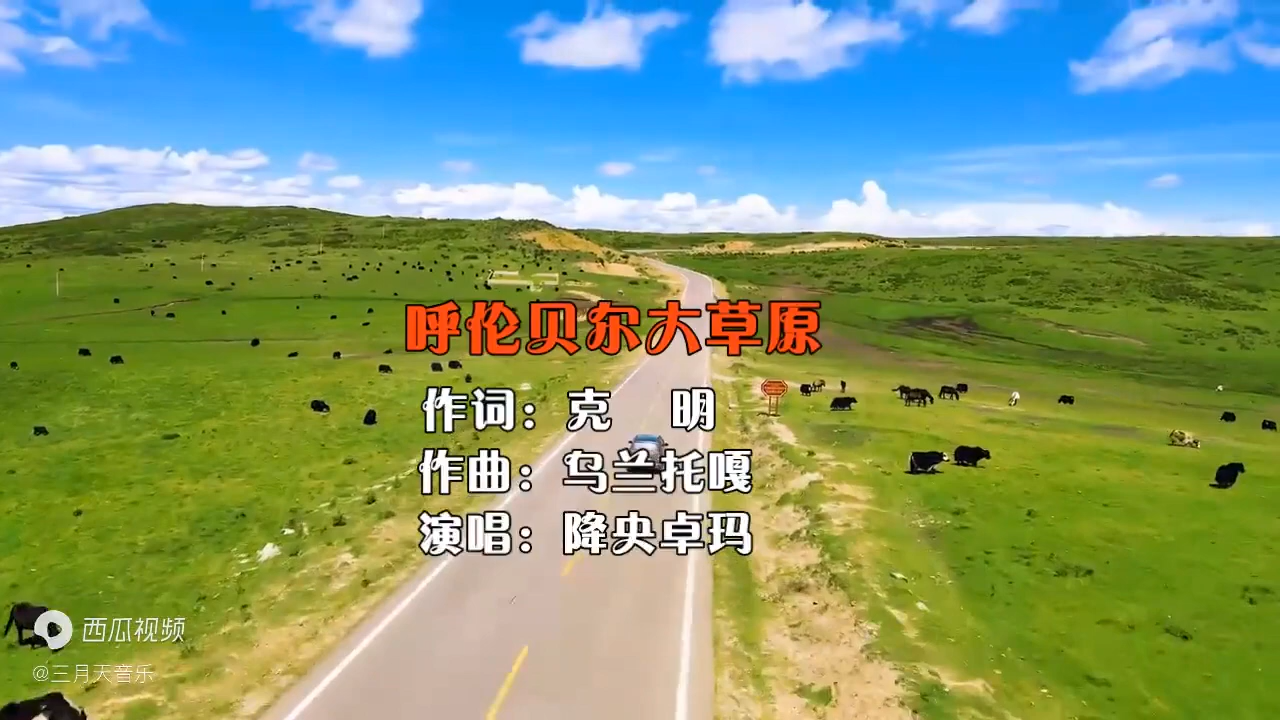 呼伦贝尔大草原
作词：克 明
作曲：乌兰托嘎
演唱：降央卓玛
西瓜视频
@三月天音乐